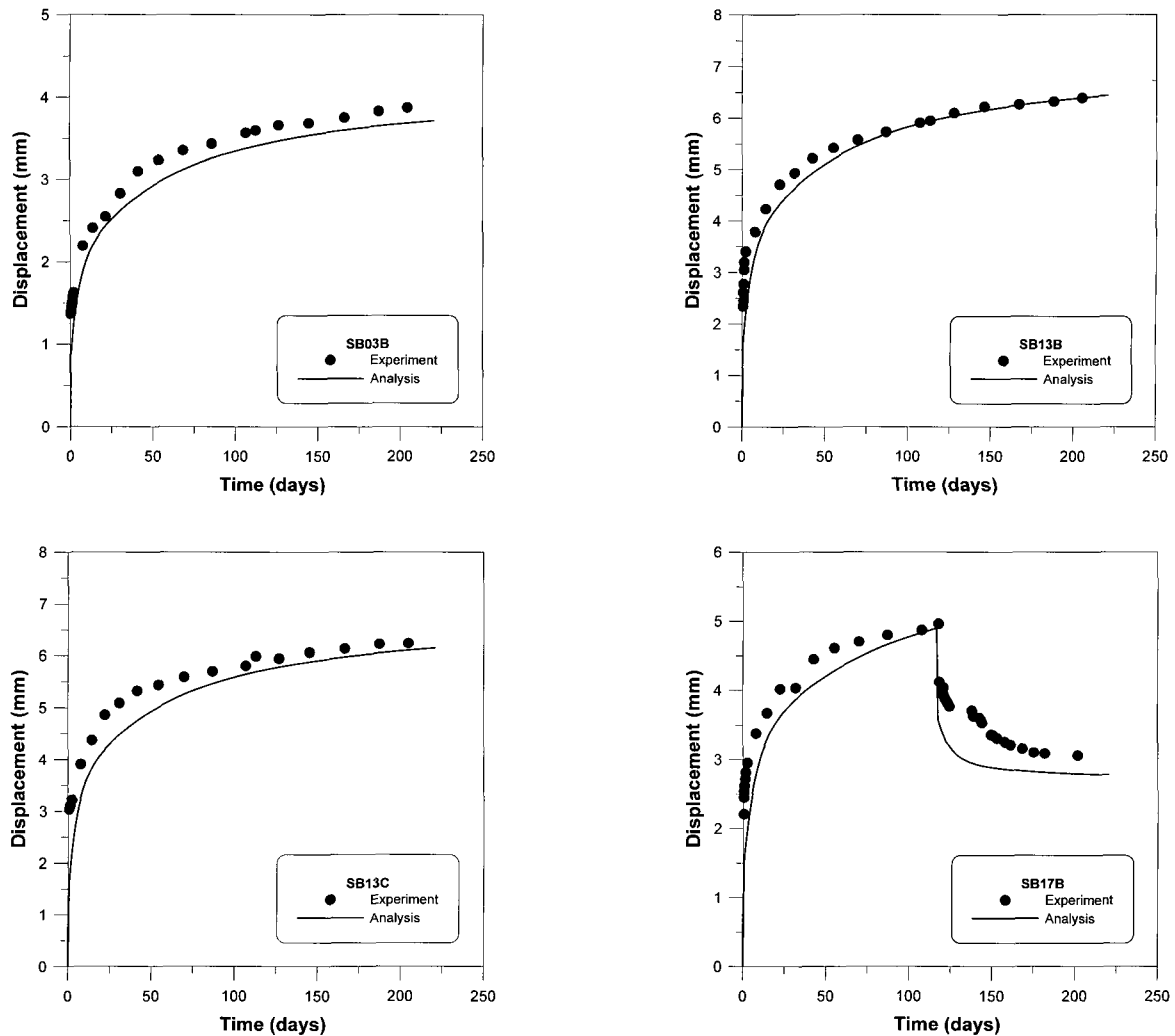 5
4
3
2
1
0
Displacement (mm)
0 50 100 150 200 250
Time (days)
SB03B
Experiment
Analysis
8
7
6
5
4
3
2
1
0
Displacement (mm)
0 50 100 150 200 250
Time (days)
SB13B
Experiment
Analysis
8
7
6
5
4
3
2
1
0
Displacement (mm)
0 50 100 150 200 250
Time (days)
SB13C
Experiment
Analysis
6
5
4
3
2
1
0
Displacement (mm)
0 50 100 150 200 250
Time (days)
SB17B
Experiment
Analysis